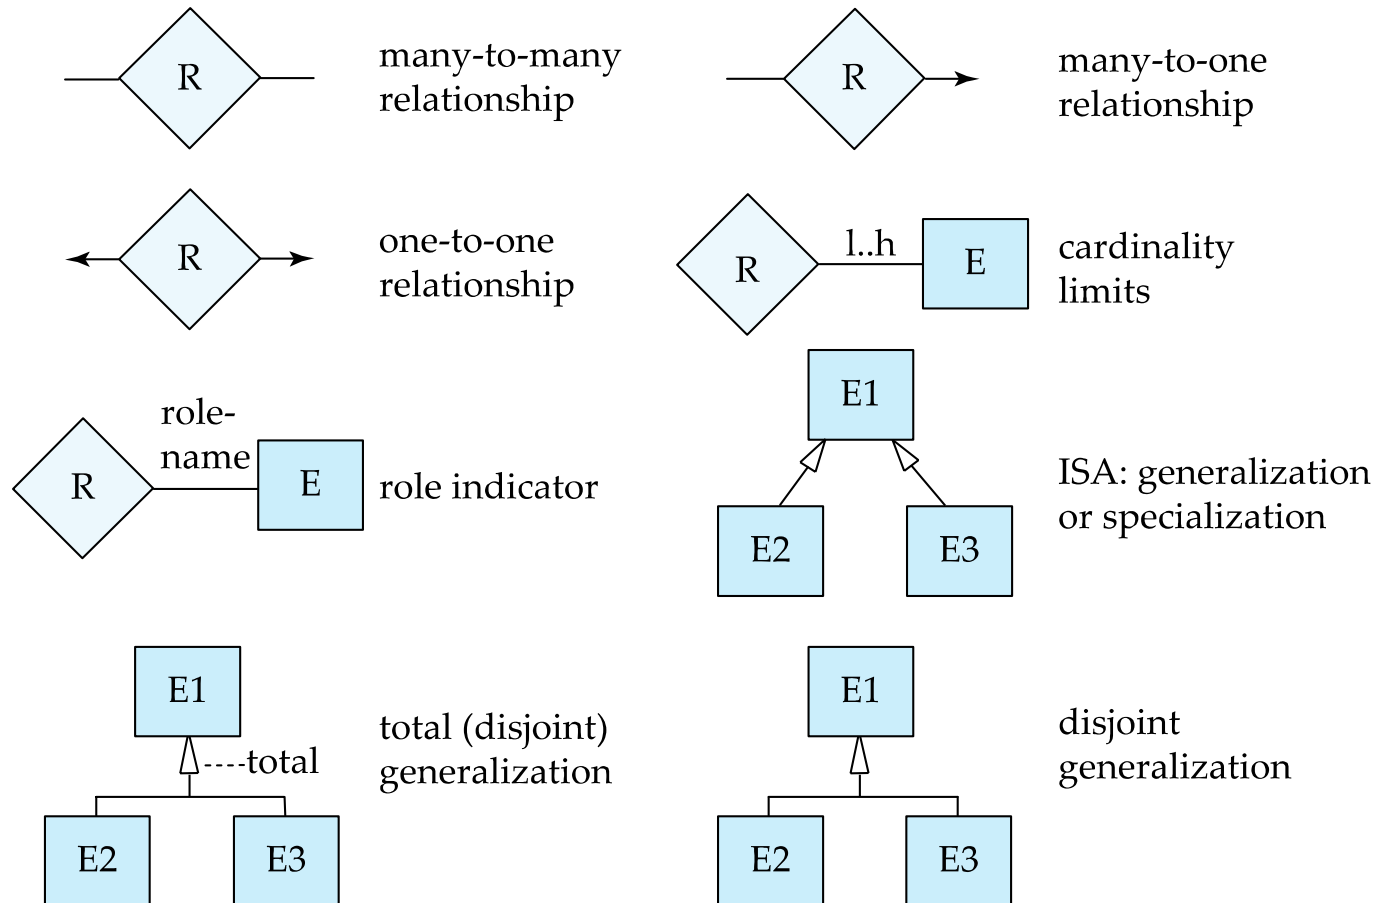 R
many-to-many
relationship
R
many-to-one
relationship
R
one-to-one
relationship
R
l..h
E
cardinality
limits
R
role-
name
E
role indicator
E1
E2
E3
ISA: generalization
or specialization
E1
----total
E2
E3
total (disjoint)
generalization
E1
E2
E3
disjoint
generalization